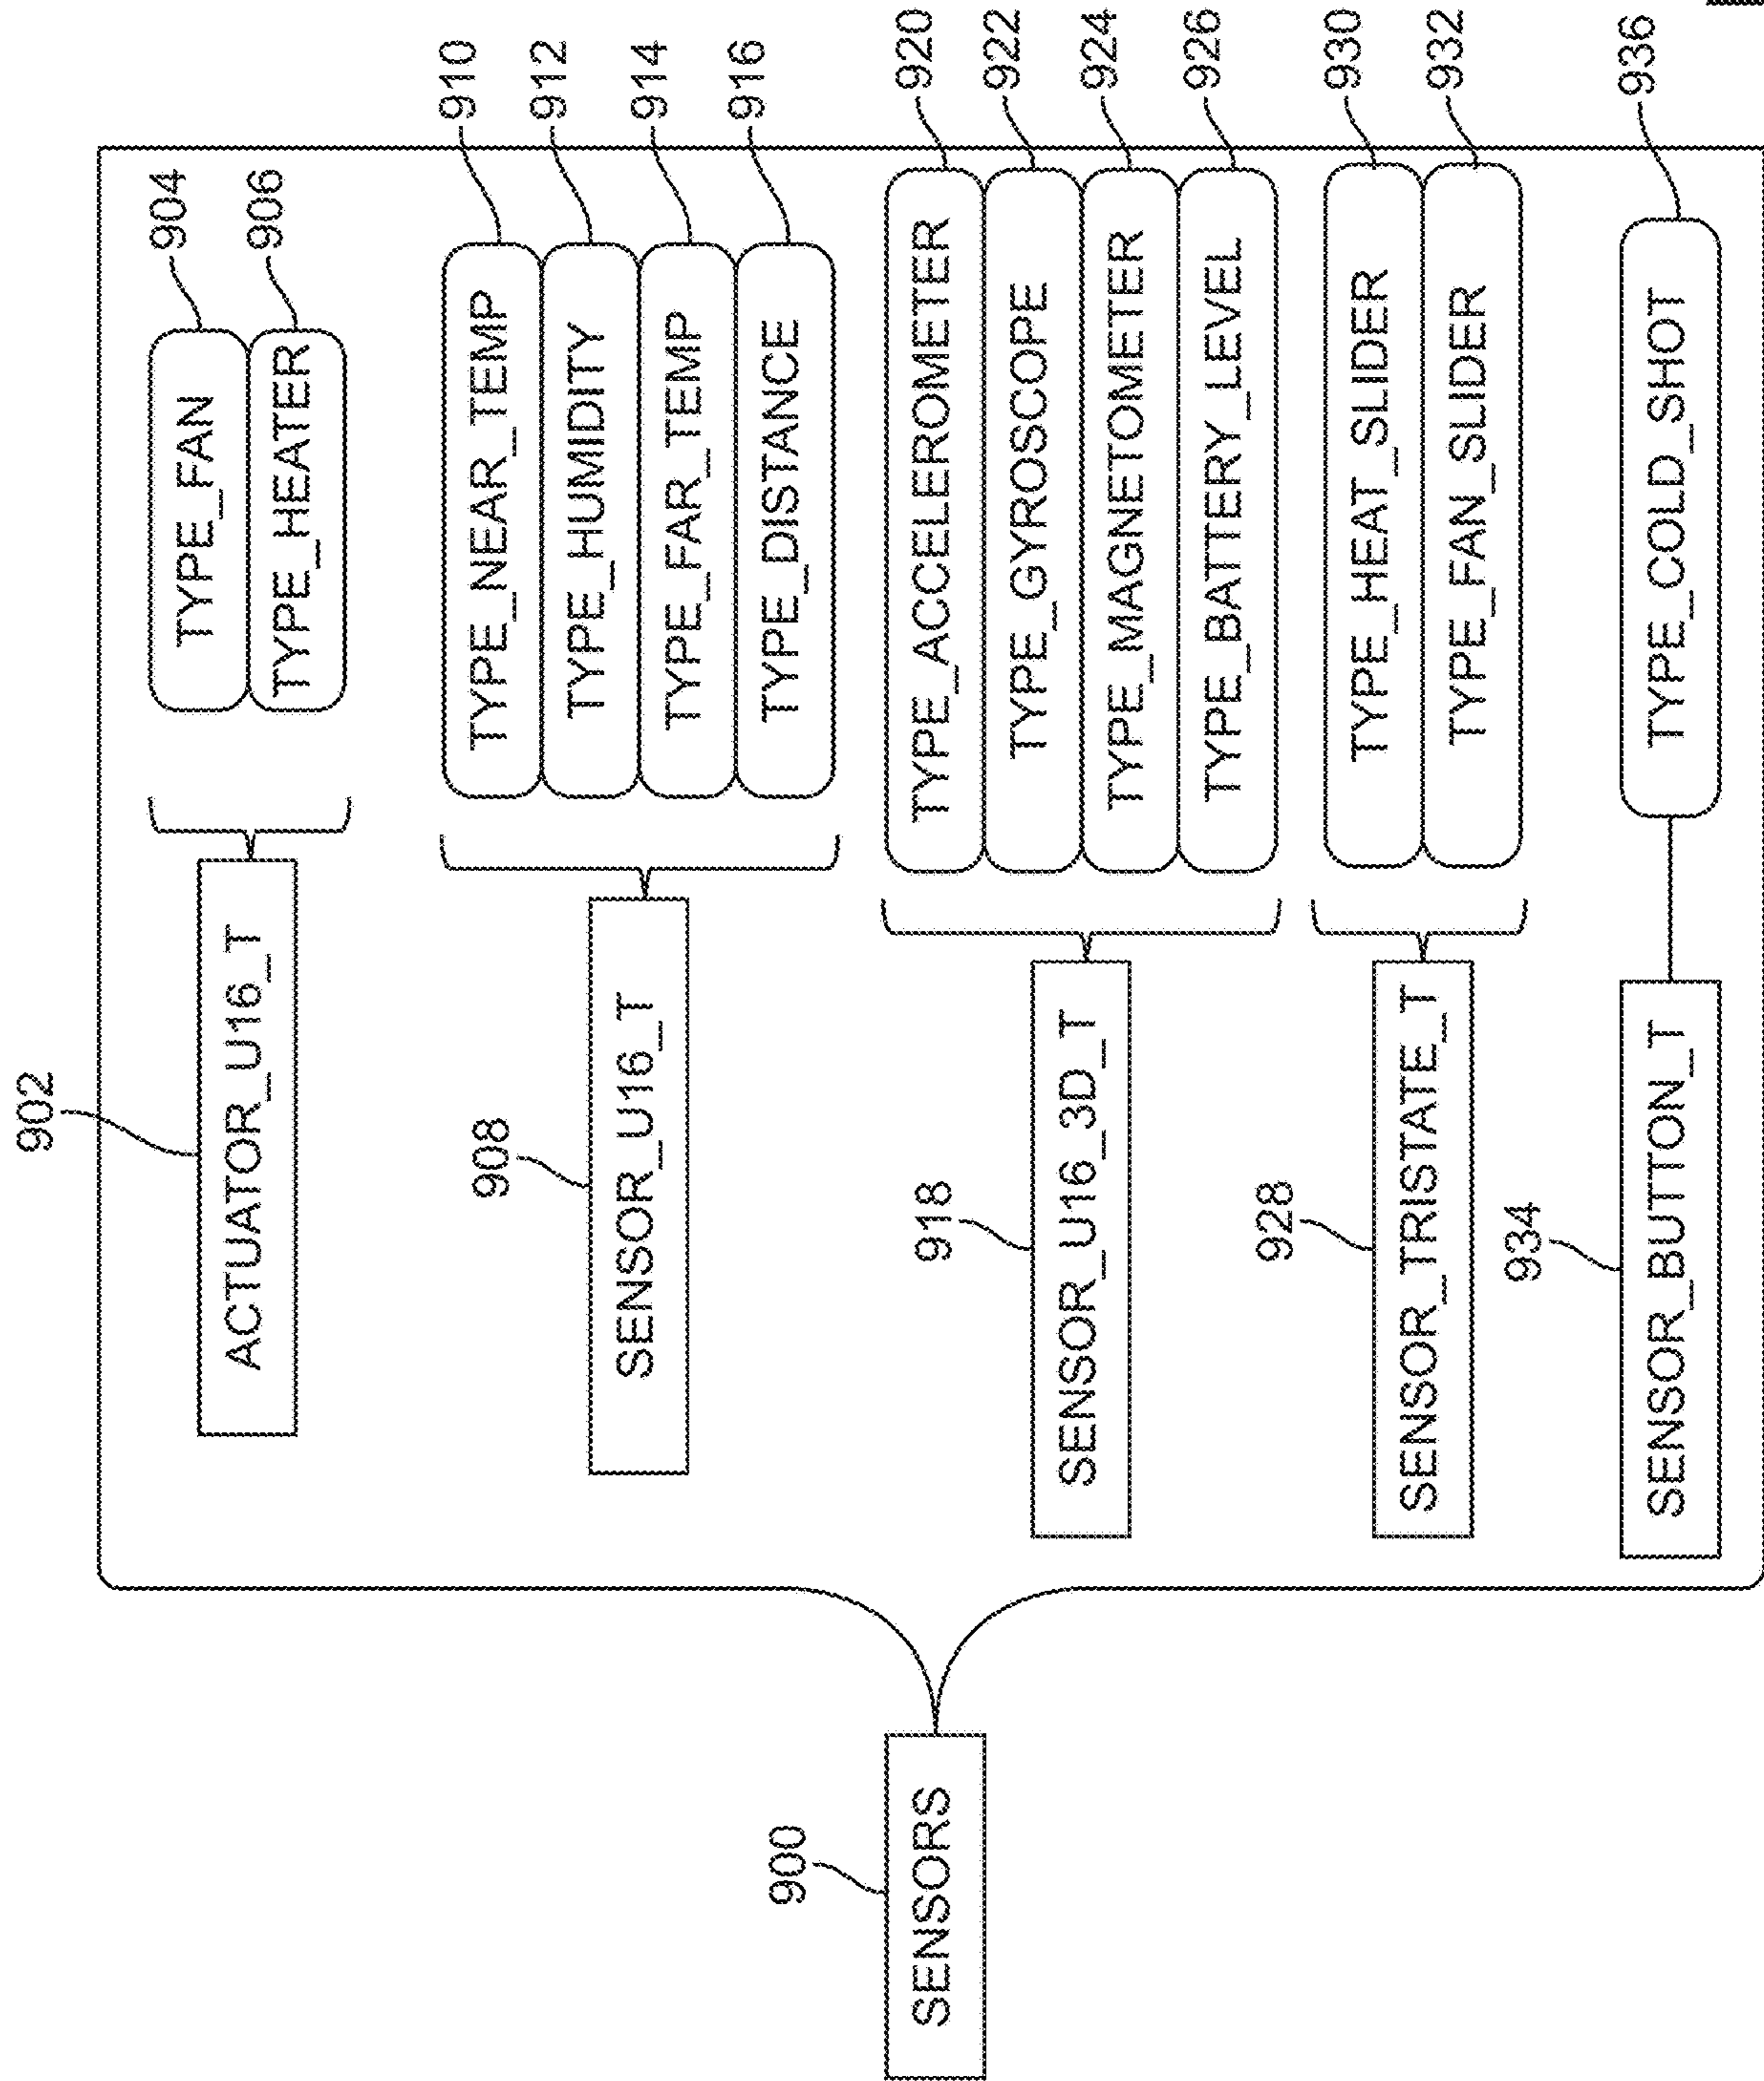 900
SENSORS
902
ACTUATOR_U16_T
TYPE_FAN
904
TYPE_HEATER
906
908
SENSOR_U16_T
TYPE_NEAR_TEMP
910
TYPE_HUMIDITY
912
TYPE_FAR_TEMP
914
TYPE_DISTANCE
916
918
SENSOR_U16_3D_T
TYPE_ACCELEROMETER
920
TYPE_GYROSCOPE
922
TYPE_MAGNETOMETER
924
TYPE_BATTERY_LEVEL
926
928
SENSOR_TRISTATE_T
TYPE_HEAT_SLIDER
930
TYPE_FAN_SLIDER
932
934
SENSOR_BUTTON_T
TYPE_COLD_SHOT
936